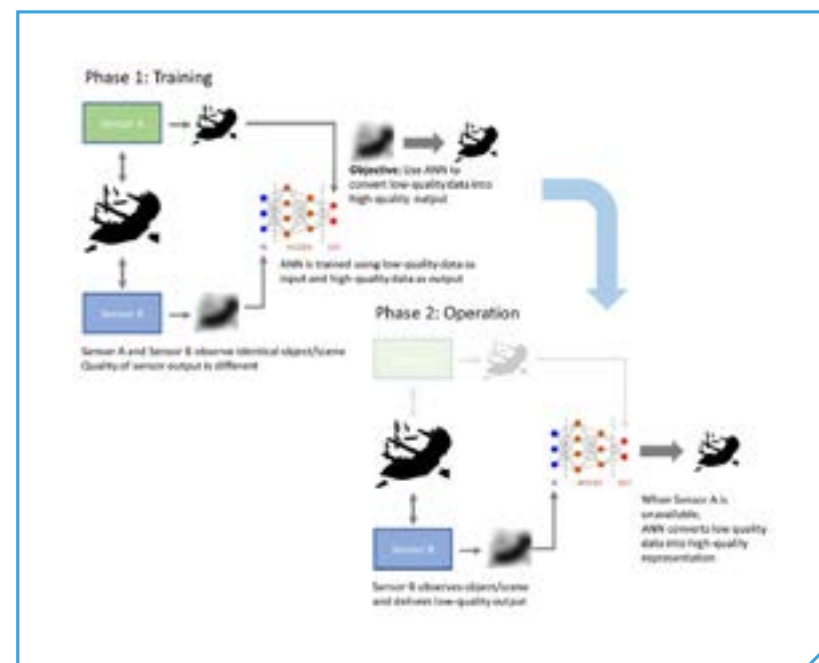 Phase 1: Training
Sensor A
Objective: Use ANN to
convert low-quality data into
high-quality output
IN HIDDEN OUT
ANN is trained using low-quality data as
input and high-quality data as output
Sensor B
Sensor A and Sensor B observe identical object/scene
Quality of sensor output is different
Phase 2: Operation
When Sensor A is
unavailable,
ANN converts low quality
data into high-quality
representation
Sensor B
Sensor B observes object/scene
and delivers low-quality output